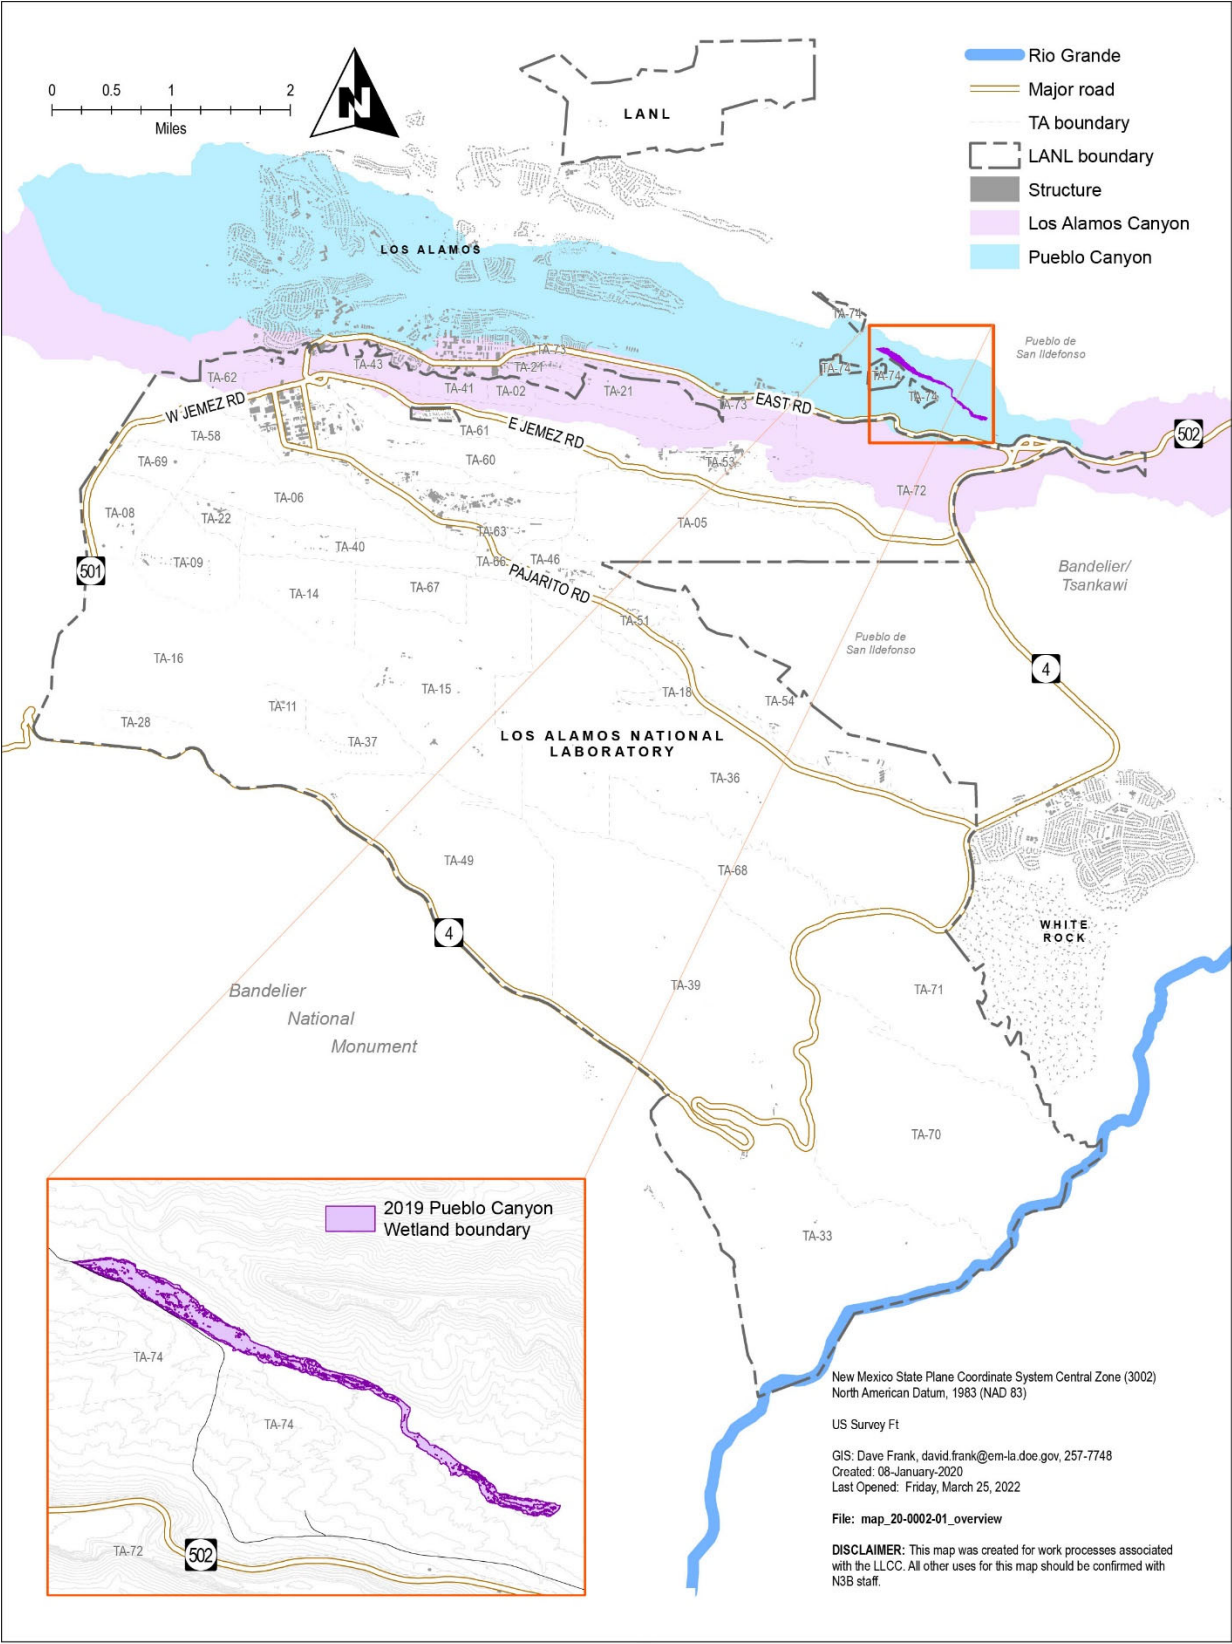 0 0.5 1 2
Miles
N
LANL
Rio Grande
Major road
TA boundary
LANL boundary
Structure
Los Alamos Canyon
Pueblo Canyon
LOS ALAMOS
TA-74
Pueblo de
San Ildefonso
TA-73
TA-43
TA-21
TA-74
TA-74
TA-62
TA-41
TA-02
TA-21
TA-74
W JEMEZ RD
TA-73
EAST RD
TA-58
TA-61
E JEMEZ RD
502
TA-69
TA-60
TA-53
TA-72
TA-06
TA-08
TA-22
TA-63
TA-05
TA-40
TA-09
TA-66
TA-46
501
PAJARITO RD
Bandelier/
Tsankawi
TA-67
TA-14
TA-51
Pueblo de
San Ildefonso
TA-16
4
TA-15
TA-18
TA-54
TA-11
TA-28
TA-37
LOS ALAMOS NATIONAL
LABORATORY
TA-36
TA-49
TA-68
4
WHITE
ROCK
TA-39
TA-71
Bandelier
National
Monument
TA-70
TA-33
2019 Pueblo Canyon
Wetland boundary
TA-74
TA-74
TA-72
502
New Mexico State Plane Coordinate System Central Zone (3002)
North American Datum, 1983 (NAD 83)
US Survey Ft
GIS: Dave Frank, david.frank@em-la.doe.gov, 257-7748
Created: 08-January-2020
Last Opened: Friday, March 25, 2022
File: map_20-0002-01_overview
DISCLAIMER: This map was created for work processes associated
with the LLCC. All other uses for this map should be confirmed with
N3B staff.